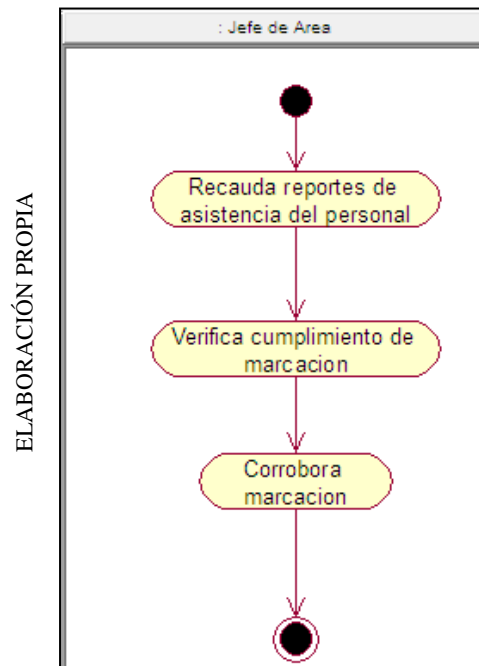 : Jefe de Area
Recauda reportes de
asistencia del personal
Verifica cumplimiento de
marcacion
Corrobora
marcacion
ELABORACIÓN PROPIA